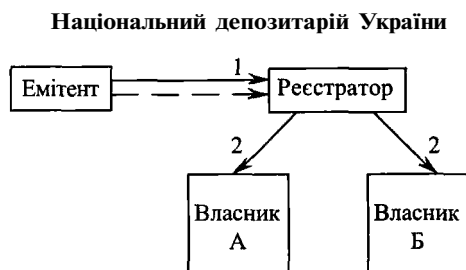 Національний депозитарій України
1
Емітент
Реєстратор
2
2
Власник
А
Власник
Б